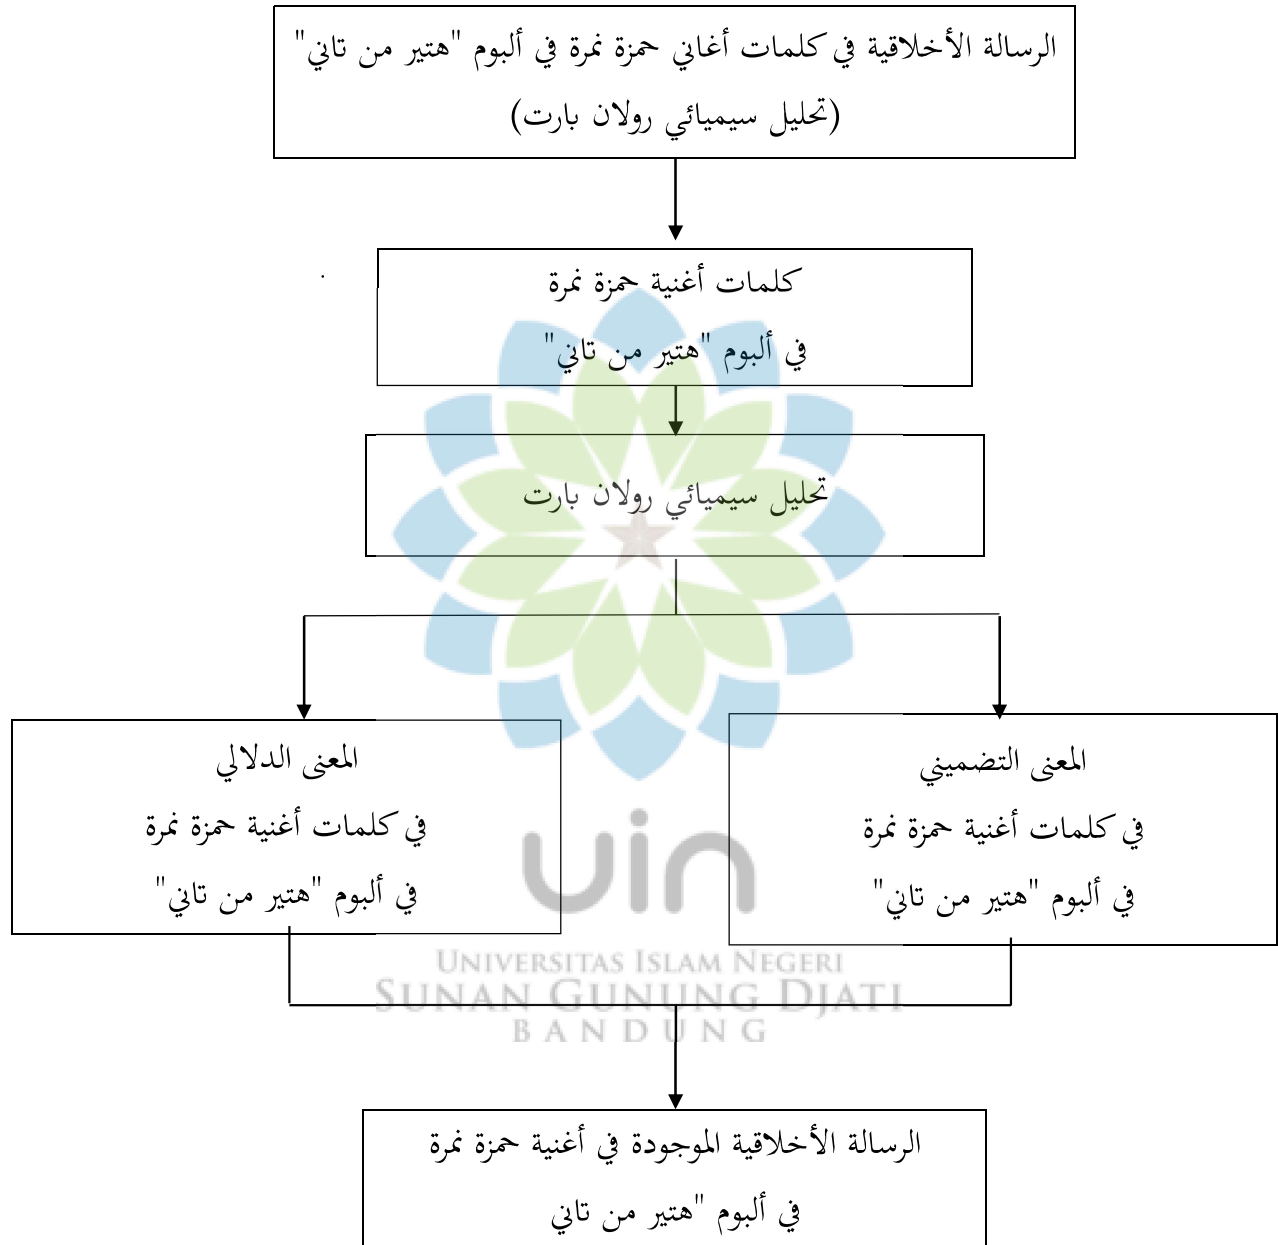 الرسالة الأخلاقية في كلمات أغاني حمزة نمرة في ألبوم "هتير من تاني"
(تحليل سيميائي رولان بارت)
كلمات أغنية حمزة نمرة
في ألبوم "هتير من تاني"
تحليل سيميائي رولان بارت
المعنى التضميني
في كلمات أغنية حمزة نمرة
في ألبوم "هتير من تاني"
المعنى الدلالي
في كلمات أغنية حمزة نمرة
في ألبوم "هتير من تاني"
uin
UNIVERSITAS ISLAM NEGERI
SUNAN GUNUNG DJATI
BANDUNG
الرسالة الأخلاقية الموجودة في أغنية حمزة نمرة
في ألبوم "هتير من تاني